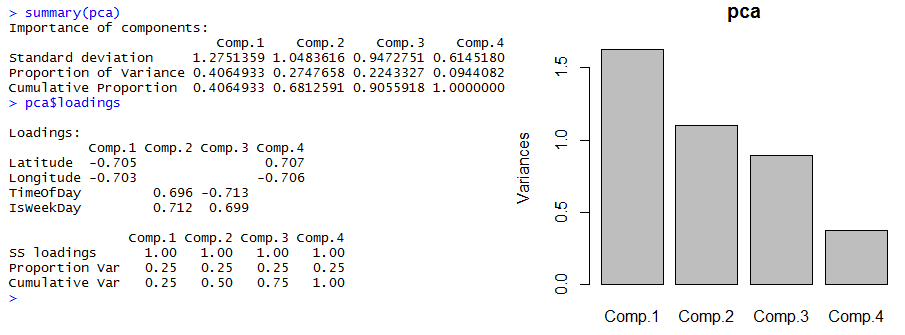 > summary(pca)
Importance of components:
                          Comp.1    Comp.2    Comp.3    Comp.4
Standard deviation     1.2751359 1.0483616 0.9472751 0.6145180
Proportion of Variance 0.4064933 0.2747658 0.2243327 0.0944082
Cumulative Proportion  0.4064933 0.6812591 0.9055918 1.0000000
> pca$loadings
Loadings:
          Comp.1 Comp.2 Comp.3 Comp.4
Latitude  -0.705                0.707
Longitude -0.703               -0.706
TimeOfDay         0.696 -0.713
IsWeekDay         0.712  0.699
               Comp.1 Comp.2 Comp.3 Comp.4
SS loadings      1.00   1.00   1.00   1.00
Proportion Var   0.25   0.25   0.25   0.25
Cumulative Var   0.25   0.50   0.75   1.00
>
pca
Variances
1.5
1.0
0.5
0.0
Comp.1 Comp.2 Comp.3 Comp.4